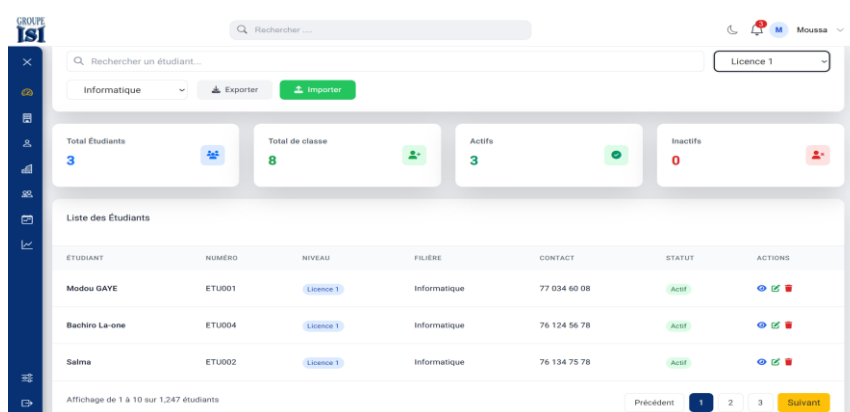 GROUPE
ISI
Rechercher ....
3
M
Moussa
Rechercher un étudiant...
Licence 1
Informatique
Exporter
Importer
Total Étudiants
3
Total de classe
8
Actifs
3
Inactifs
0
Liste des Étudiants
ÉTUDIANT NUMÉRO NIVEAU FILIÈRE CONTACT STATUT ACTIONS
Modou GAYE ETU001 Licence 1 Informatique 77 034 60 08 Actif
Bachiro La-one ETU004 Licence 1 Informatique 76 124 56 78 Actif
Salma ETU002 Licence 1 Informatique 76 134 75 78 Actif
Affichage de 1 à 10 sur 1,247 étudiants
Précédent 1 2 3 Suivant